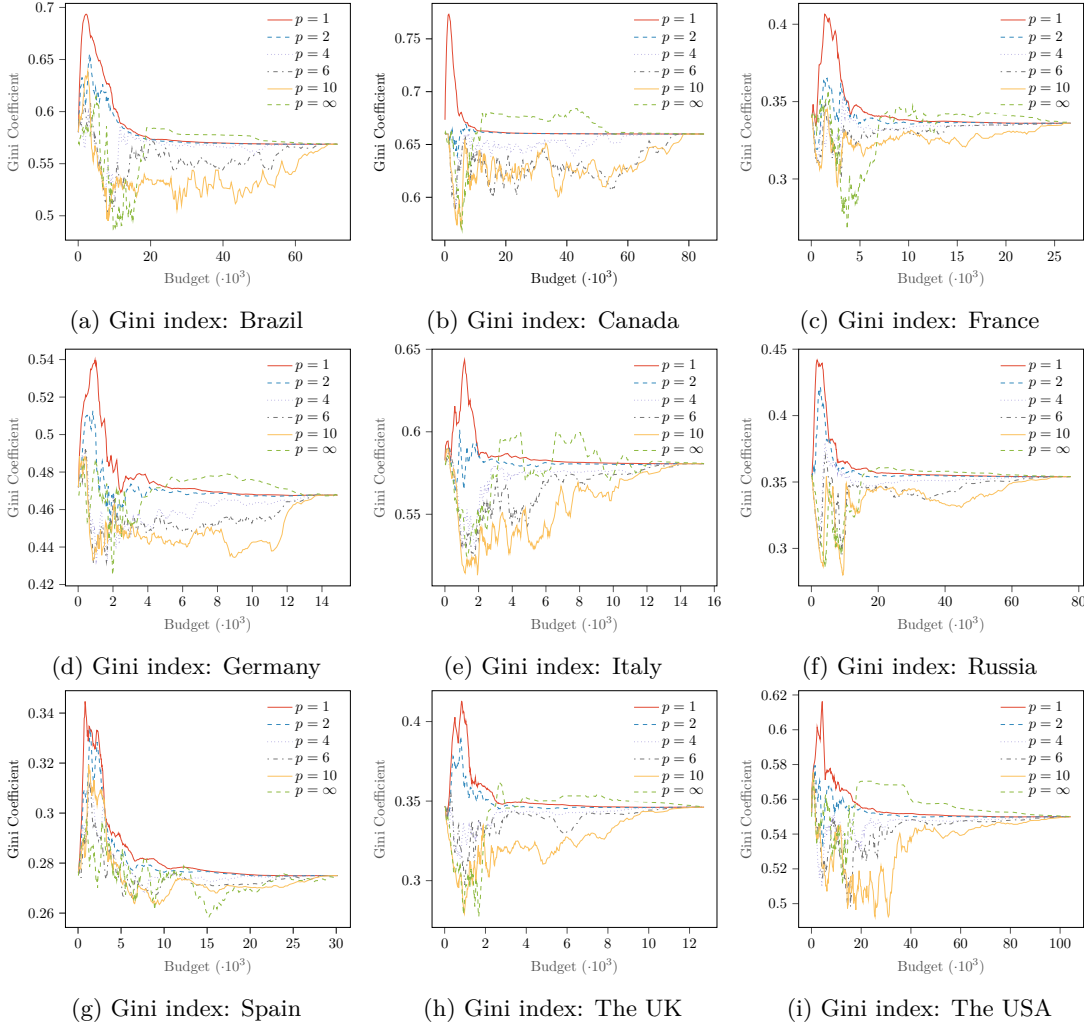 0.7
0.65
0.6
0.55
0.5
Gini Coefficient
0 20 40 60
Budget (·10³)
p = 1
p = 2
p = 4
p = 6
p = 10
p = ∞
(a) Gini index: Brazil
0.75
0.7
0.65
0.6
Gini Coefficient
0 20 40 60 80
Budget (·10³)
p = 1
p = 2
p = 4
p = 6
p = 10
p = ∞
(b) Gini index: Canada
0.4
0.35
0.3
Gini Coefficient
0 5 10 15 20 25
Budget (·10³)
p = 1
p = 2
p = 4
p = 6
p = 10
p = ∞
(c) Gini index: France
0.54
0.52
0.5
0.48
0.46
0.44
0.42
Gini Coefficient
0 2 4 6 8 10 12 14
Budget (·10³)
p = 1
p = 2
p = 4
p = 6
p = 10
p = ∞
(d) Gini index: Germany
0.65
0.6
0.55
Gini Coefficient
0 2 4 6 8 10 12 14 16
Budget (·10³)
p = 1
p = 2
p = 4
p = 6
p = 10
p = ∞
(e) Gini index: Italy
0.45
0.4
0.35
0.3
Gini Coefficient
0 20 40 60 80
Budget (·10³)
p = 1
p = 2
p = 4
p = 6
p = 10
p = ∞
(f) Gini index: Russia
0.34
0.32
0.3
0.28
0.26
Gini Coefficient
0 5 10 15 20 25 30
Budget (·10³)
p = 1
p = 2
p = 4
p = 6
p = 10
p = ∞
(g) Gini index: Spain
0.4
0.35
0.3
Gini Coefficient
0 2 4 6 8 10 12
Budget (·10³)
p = 1
p = 2
p = 4
p = 6
p = 10
p = ∞
(h) Gini index: The UK
0.62
0.6
0.58
0.56
0.54
0.52
0.5
Gini Coefficient
0 20 40 60 80 100
Budget (·10³)
p = 1
p = 2
p = 4
p = 6
p = 10
p = ∞
(i) Gini index: The USA